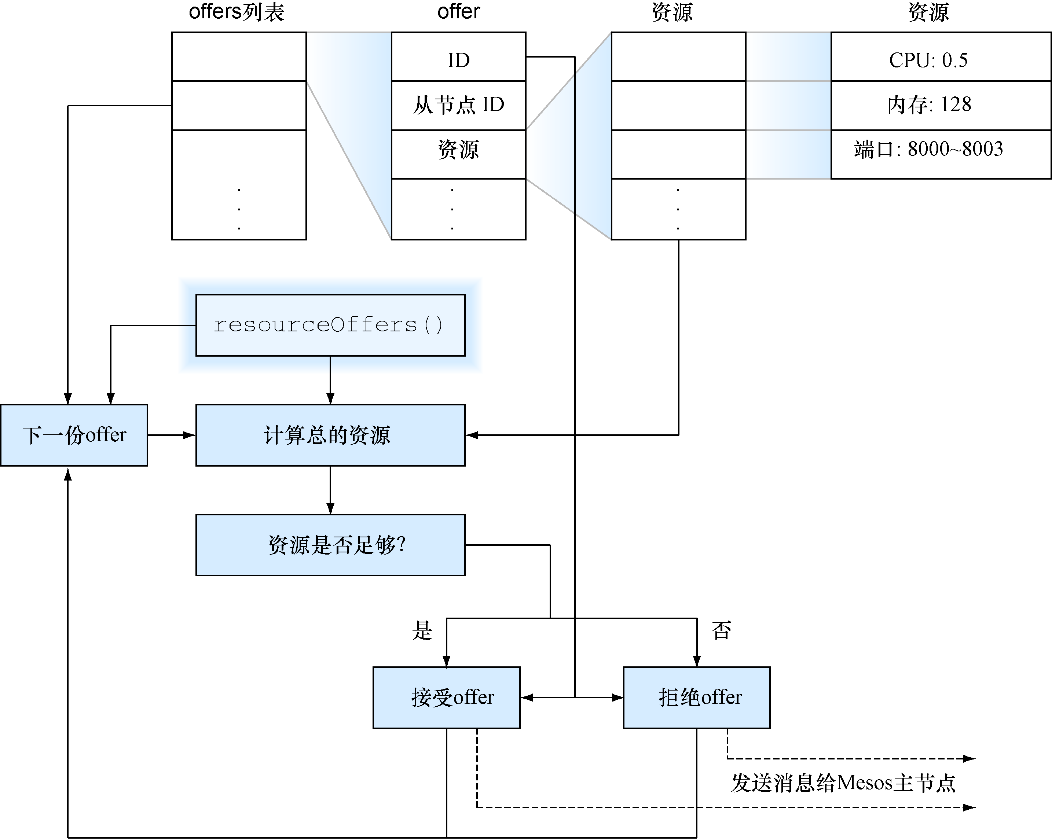 offers列表
offer
资源
资源
ID
CPU: 0.5
从节点 ID
内存: 128
资源
端口: 8000~8003
resourceOffers()
下一份offer
计算总的资源
资源是否足够?
是
否
接受offer
拒绝offer
发送消息给Mesos主节点